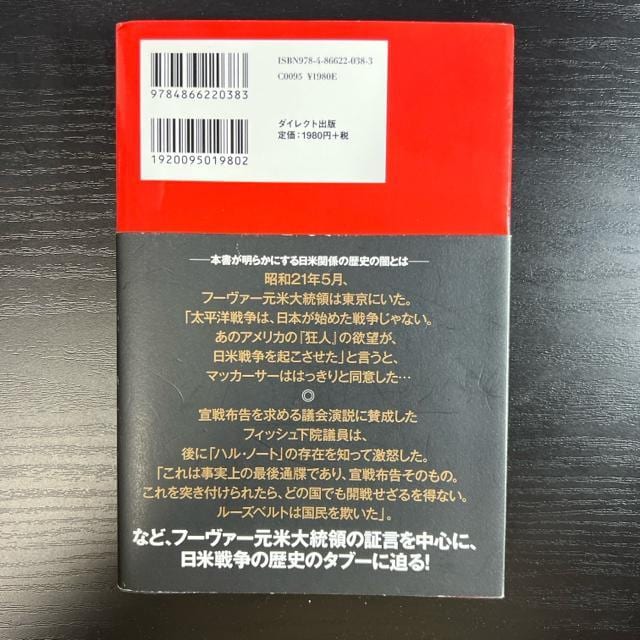 ISBN978-4-86622-038-3
C0095 ¥1980E
9784866220383
ダイレクト出版
定価：1980円＋税
1920095019802
本書が明らかにする日米関係の歴史の闇とは
昭和21年5月、
フーヴァー元米大統領は東京にいた。
「太平洋戦争は、日本が始めた戦争じゃない。
あのアメリカの『狂人』の欲望が、
日米戦争を起こさせた」と言うと、
マッカーサーははっきりと同意した…
◎
宣戦布告を求める議会演説に賛成した
フィッシュ下院議員は、
後に「ハル・ノート」の存在を知って激怒した。
「これは事実上の最後通牒であり、宣戦布告そのもの。
これを突き付けられたら、どの国でも開戦せざるを得ない。
ルーズベルトは国民を欺いた」。
など、フーヴァー元米大統領の証言を中心に、
日米戦争の歴史のタブーに迫る！